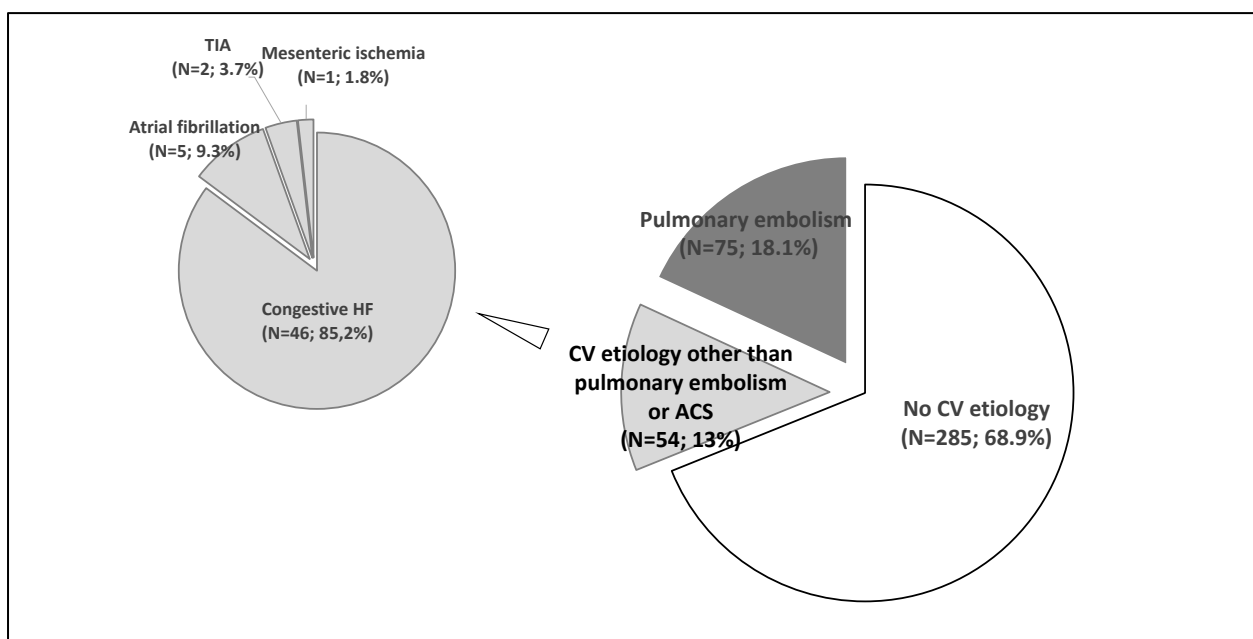 TIA
(N=2; 3.7%)
Mesenteric ischemia
(N=1; 1.8%)
Atrial fibrillation
(N=5; 9.3%)
Congestive HF
(N=46; 85,2%)
Pulmonary embolism
(N=75; 18.1%)
CV etiology other than
pulmonary embolism
or ACS
(N=54; 13%)
No CV etiology
(N=285; 68.9%)